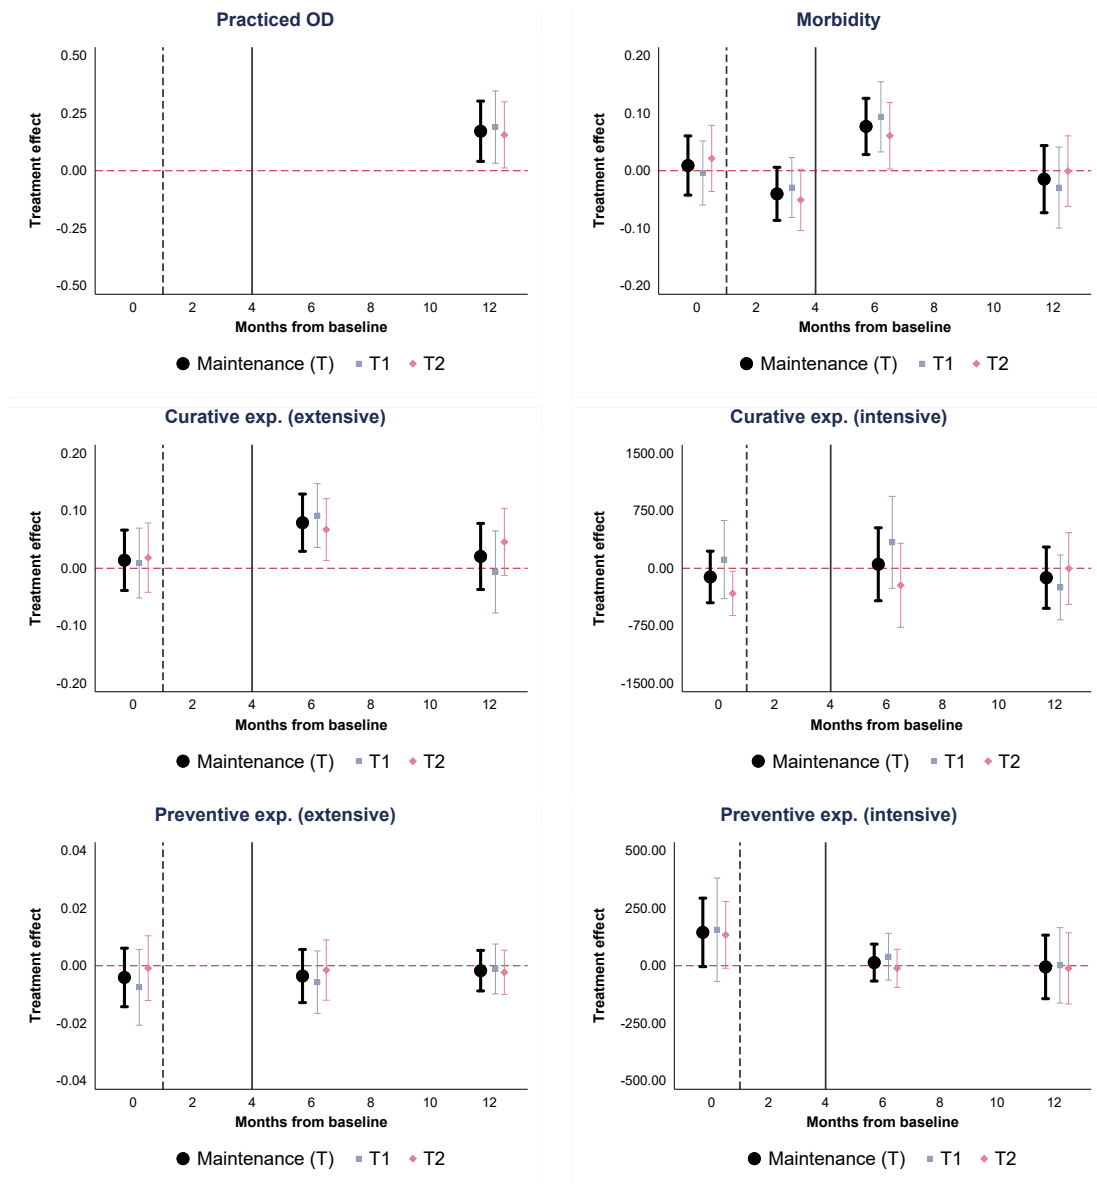 Practiced OD
Treatment effect
0.50
0.25
0.00
-0.25
-0.50
0 2 4 6 8 10 12
Months from baseline
Maintenance (T) T1 T2
Morbidity
Treatment effect
0.20
0.10
0.00
-0.10
-0.20
0 2 4 6 8 10 12
Months from baseline
Maintenance (T) T1 T2
Curative exp. (extensive)
Treatment effect
0.20
0.10
0.00
-0.10
-0.20
0 2 4 6 8 10 12
Months from baseline
Maintenance (T) T1 T2
Curative exp. (intensive)
Treatment effect
1500.00
750.00
0.00
-750.00
-1500.00
0 2 4 6 8 10 12
Months from baseline
Maintenance (T) T1 T2
Preventive exp. (extensive)
Treatment effect
0.04
0.02
0.00
-0.02
-0.04
0 2 4 6 8 10 12
Months from baseline
Maintenance (T) T1 T2
Preventive exp. (intensive)
Treatment effect
500.00
250.00
0.00
-250.00
-500.00
0 2 4 6 8 10 12
Months from baseline
Maintenance (T) T1 T2